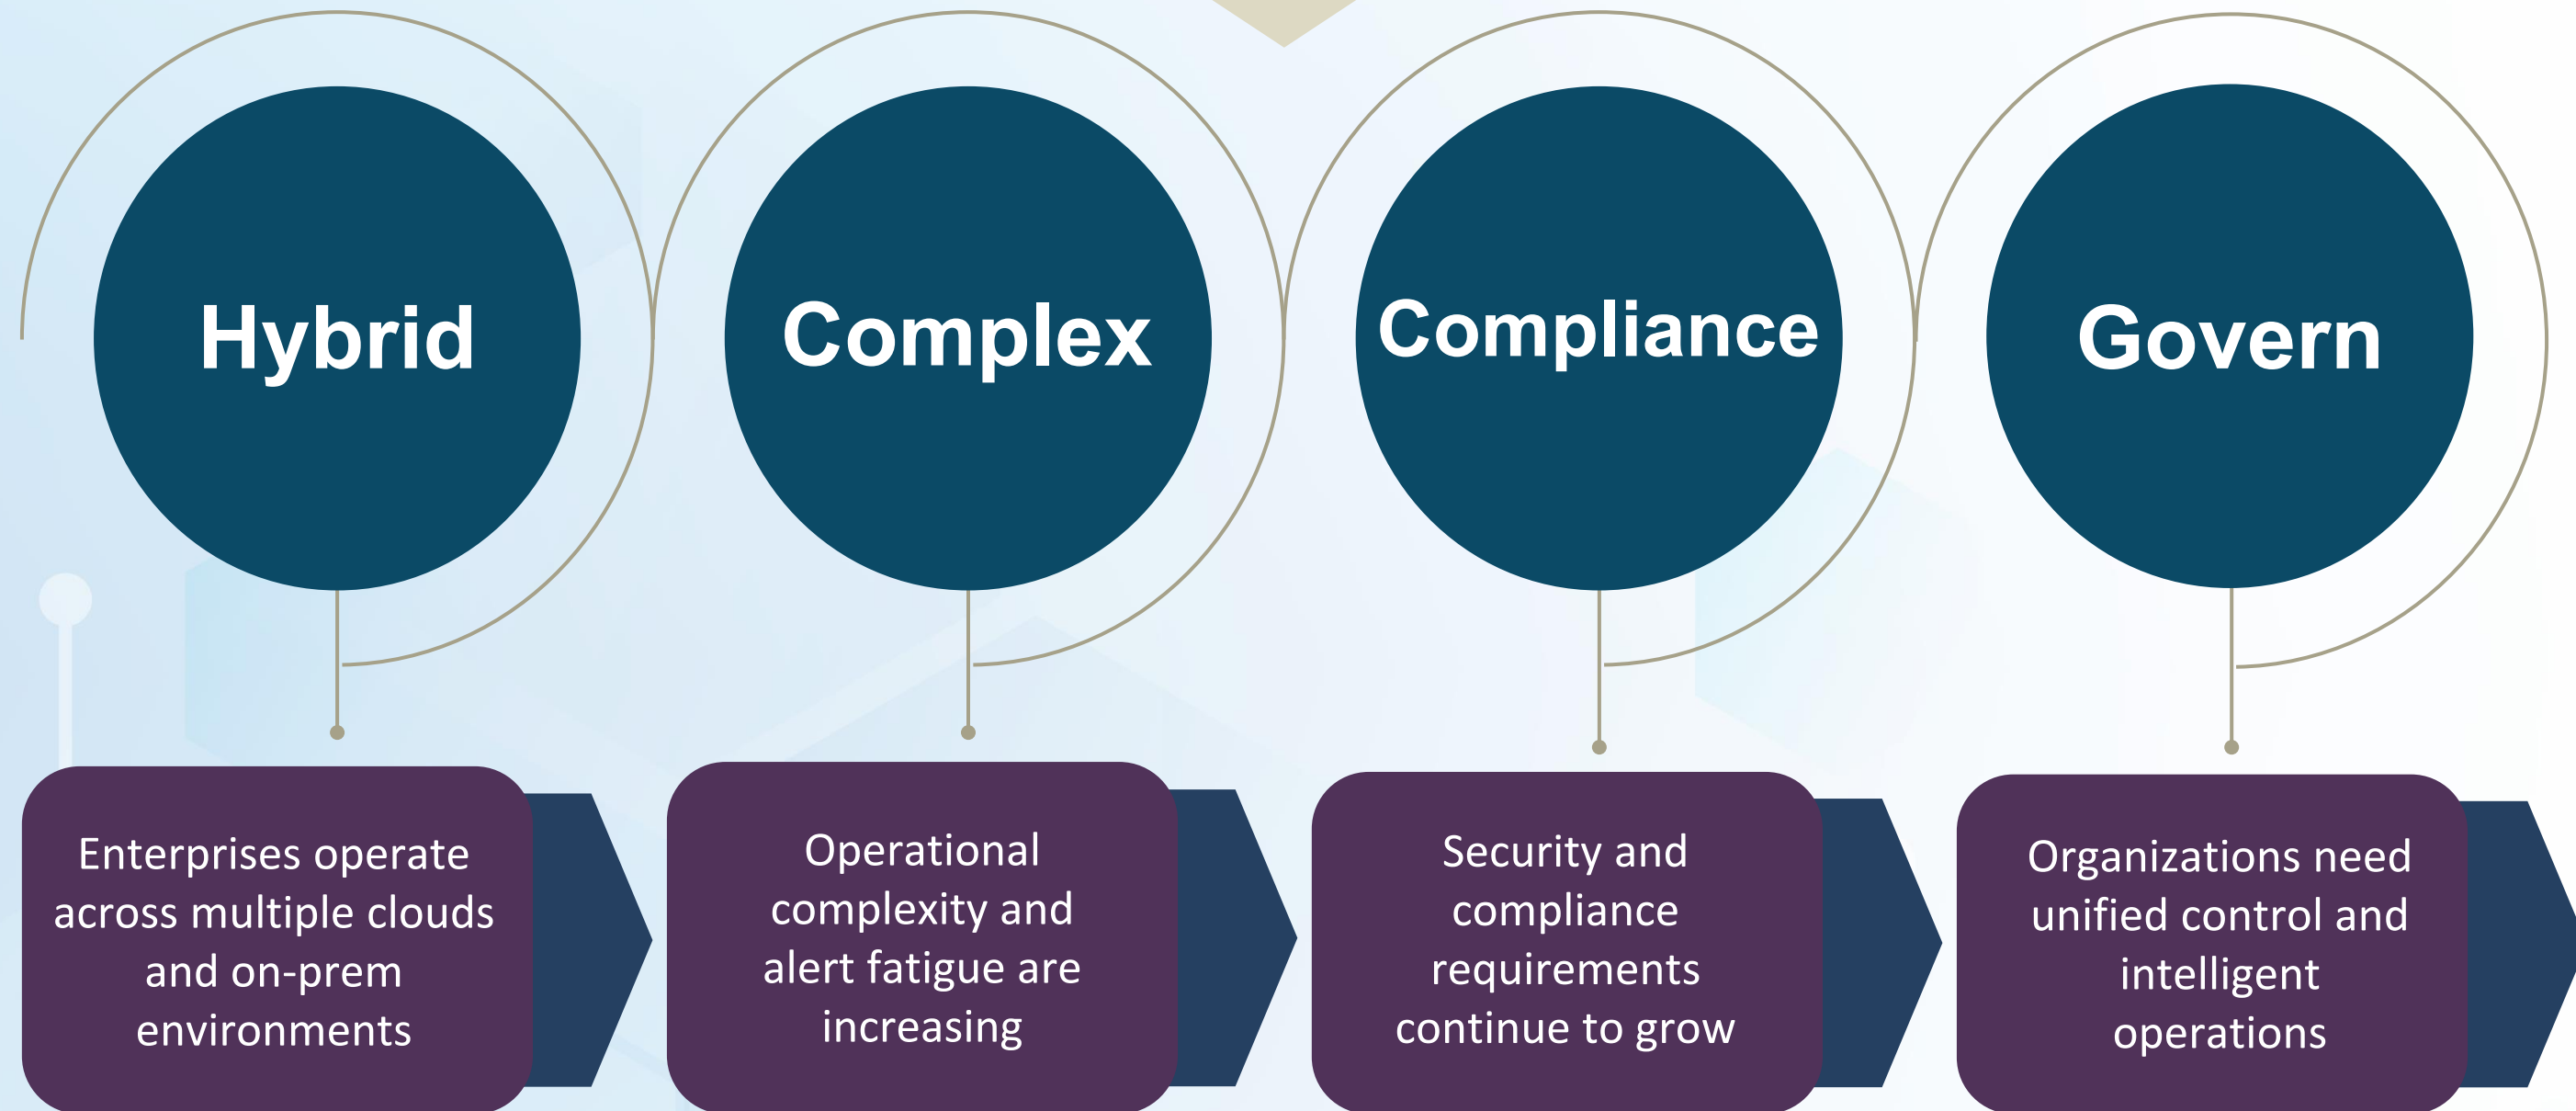 Hybrid
Complex
Compliance
Govern
Enterprises operate
across multiple clouds
and on-prem
environments
Operational
complexity and
alert fatigue are
increasing
Security and
compliance
requirements
continue to grow
Organizations need
unified control and
intelligent
operations